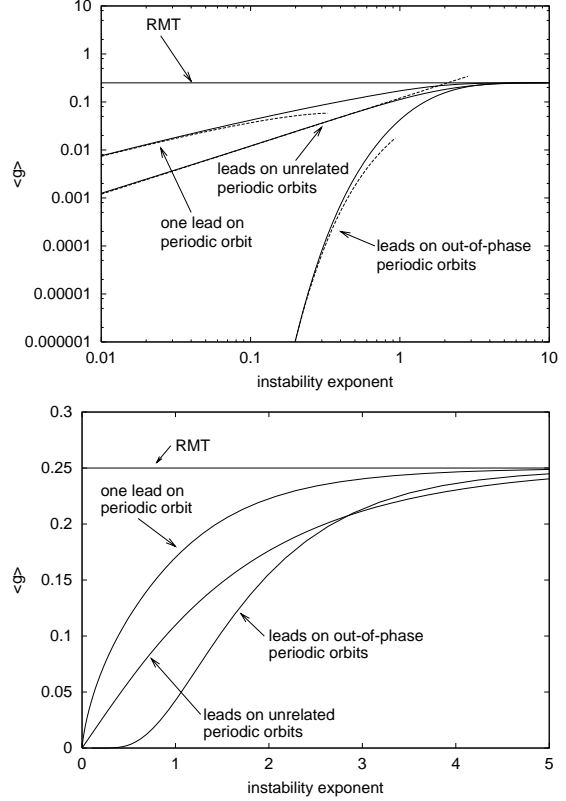 10
RMT
1
0.1
0.01
leads on unrelated
periodic orbits
0.001
one lead on
periodic orbit
0.0001
leads on out-of-phase
periodic orbits
0.00001
0.000001
0.01
0.1
1
10
<g>
instability exponent
0.3
RMT
0.25
one lead on
periodic orbit
0.2
0.15
leads on out-of-phase
periodic orbits
0.1
0.05
leads on unrelated
periodic orbits
0
0
1
2
3
4
5
<g>
instability exponent